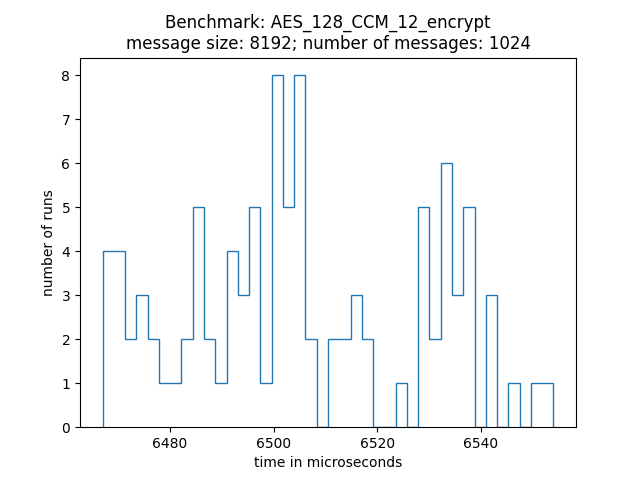 Benchmark: AES_128_CCM_12_encrypt
message size: 8192; number of messages: 1024
8
7
6
5
4
3
2
1
0
number of runs
6480 6500 6520 6540
time in microseconds